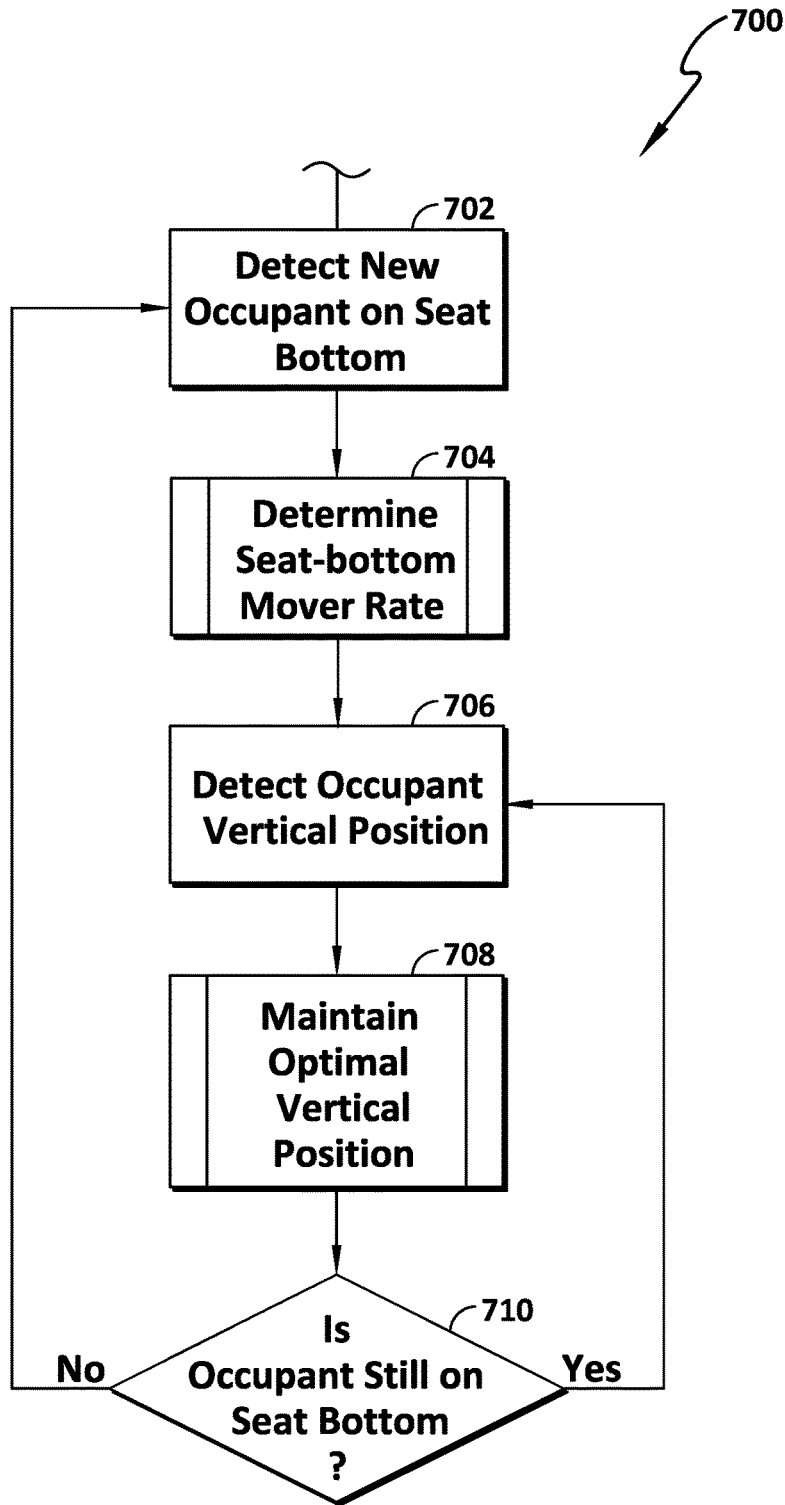 700
702
Detect New
Occupant on Seat
Bottom
704
Determine
Seat-bottom
Mover Rate
706
Detect Occupant
Vertical Position
708
Maintain
Optimal
Vertical
Position
710
Is
Occupant Still on
Seat Bottom
?
No
Yes